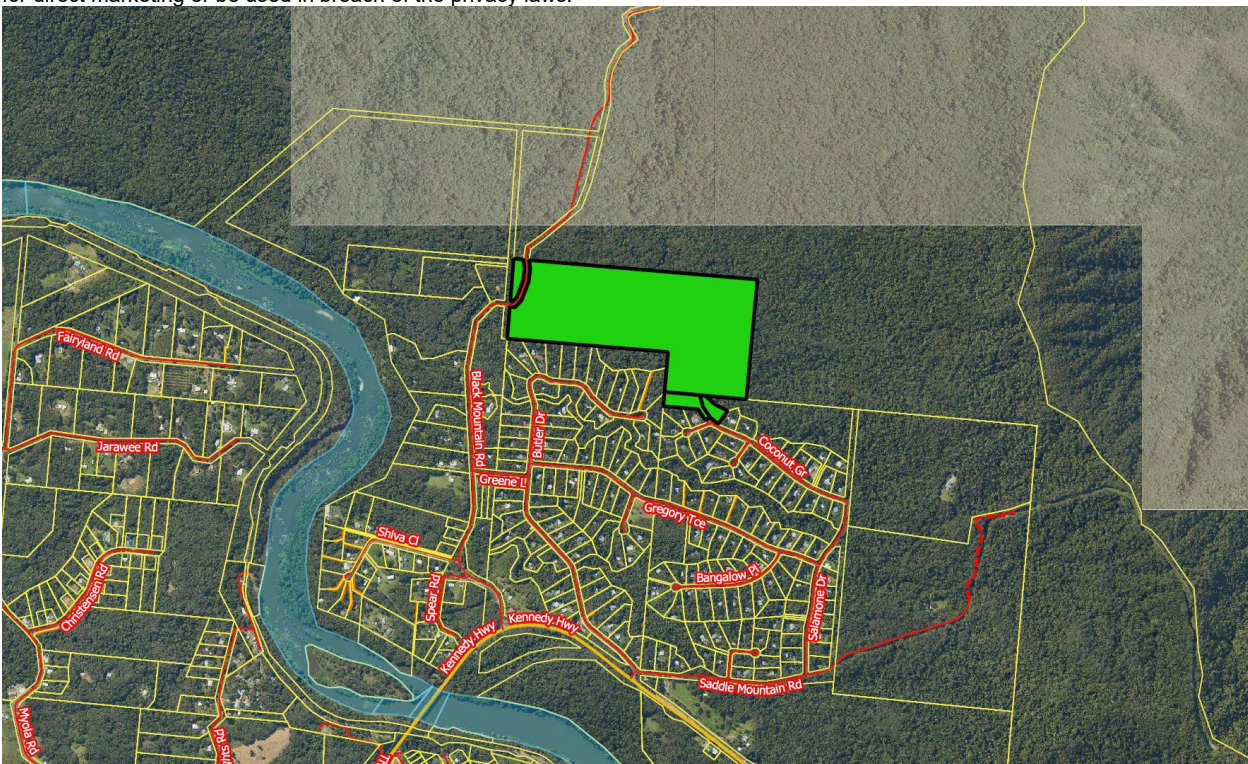 for direct marketing or be used in breach of the privacy laws.
Fairyland Rd
Jarawee Rd
Black Mountain Rd
Butler Dr
Greene L
Coconut Gr
Gregory Tce
Shiva Cl
Spear Rd
Bangalow Pl
Salamone Dr
Christensen Rd
Kennedy Hwy
Kennedy Hwy
Saddle Mountain Rd
Myola Rd